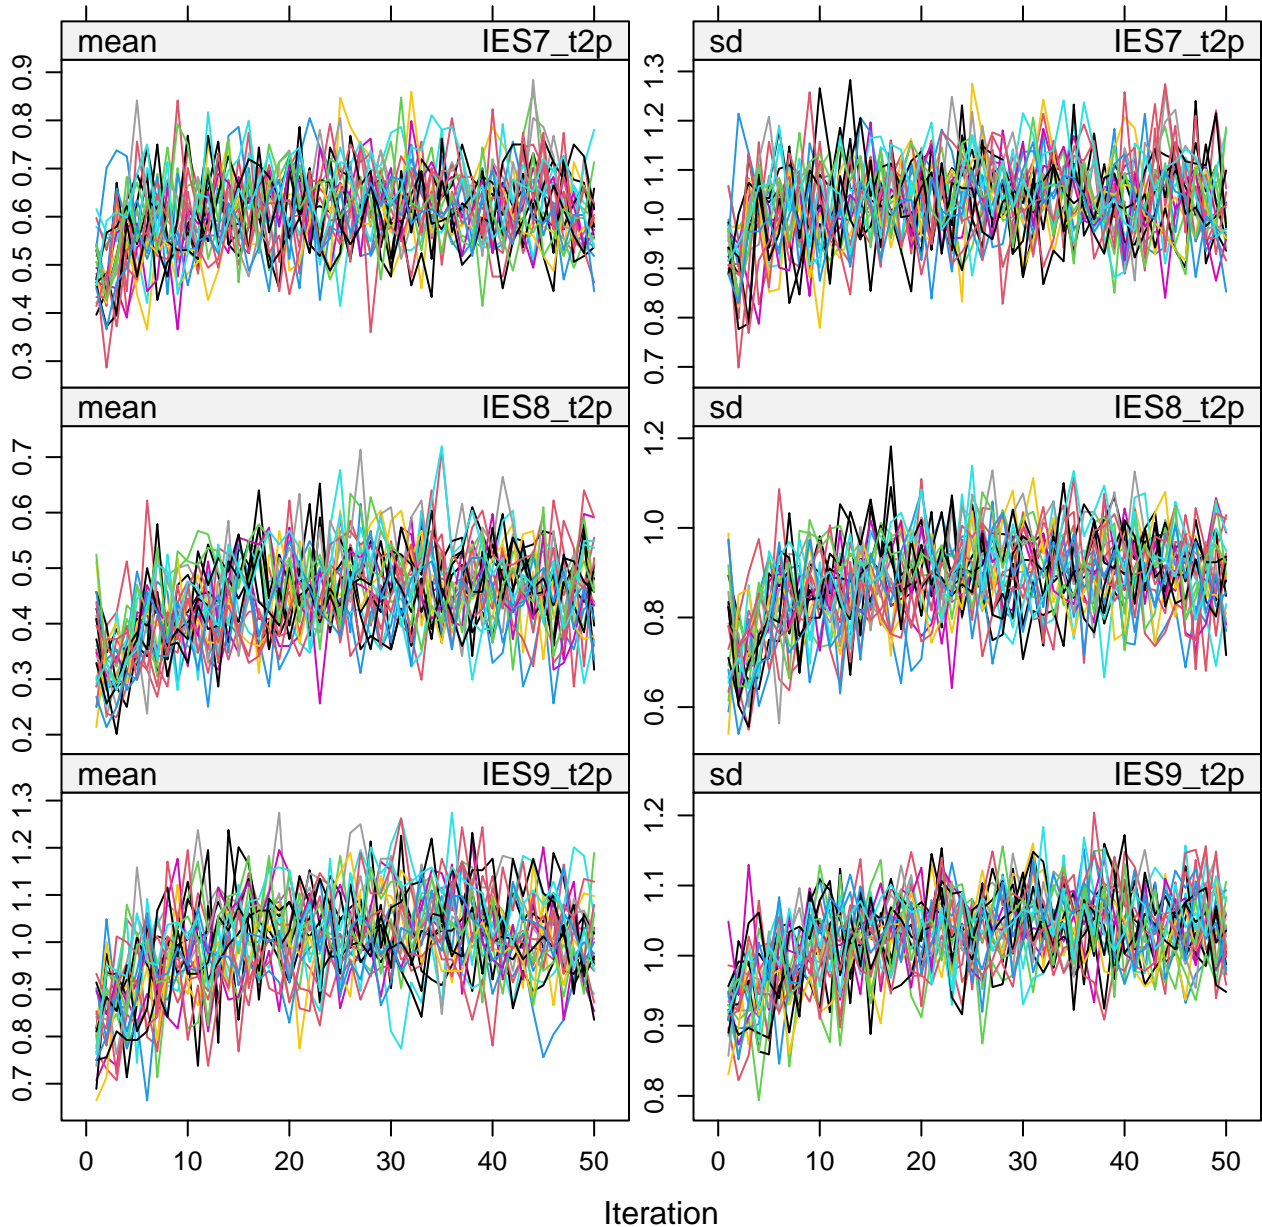 mean IES7_t2p sd IES7_t2p
0.3 0.4 0.5 0.6 0.7 0.8 0.9
0.7 0.8 0.9 1.0 1.1 1.2 1.3
mean IES8_t2p sd IES8_t2p
0.2 0.3 0.4 0.5 0.6 0.7
0.6 0.8 1.0 1.2
mean IES9_t2p sd IES9_t2p
0.7 0.8 0.9 1.0 1.1 1.2 1.3
0.8 0.9 1.0 1.1 1.2
0 10 20 30 40 50 0 10 20 30 40 50
Iteration